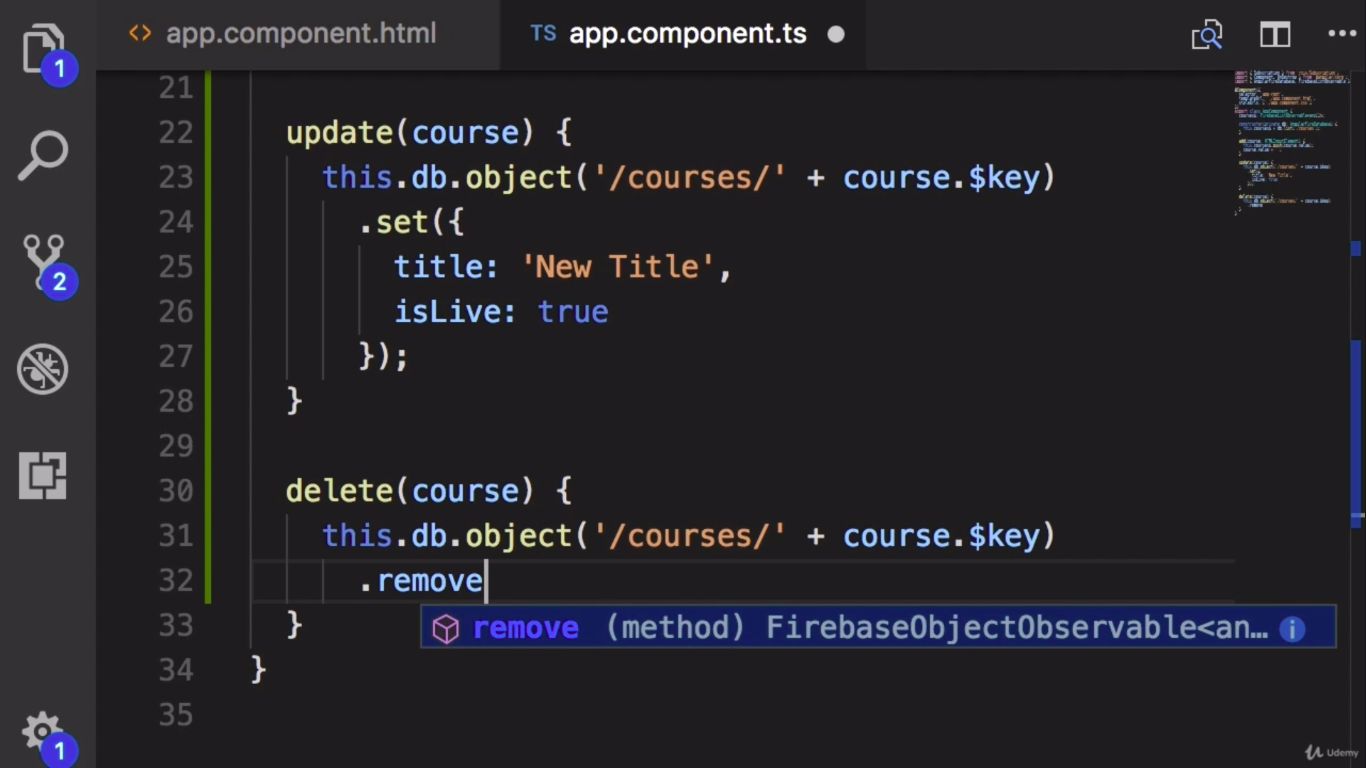 1
<> app.component.html
TS app.component.ts
21
22 update(course) {
23 this.db.object('/courses/' + course.$key)
24 .set({
25 title: 'New Title',
26 isLive: true
27 });
28 }
29
30 delete(course) {
31 this.db.object('/courses/' + course.$key)
32 .remove
remove (method) FirebaseObjectObservable<an…
33 }
34 }
35
2
1
Udemy